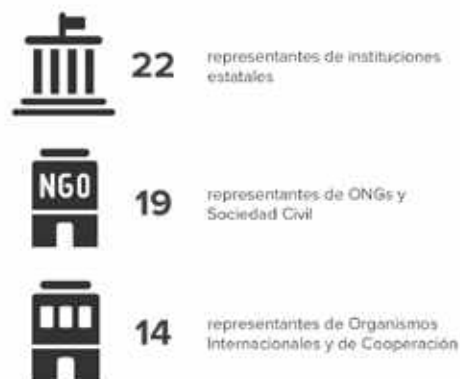 22
representantes de instituciones
estatales
NGO
19
representantes de ONGs y
Sociedad Civil
14
representantes de Organismos
Internacionales y de Cooperación